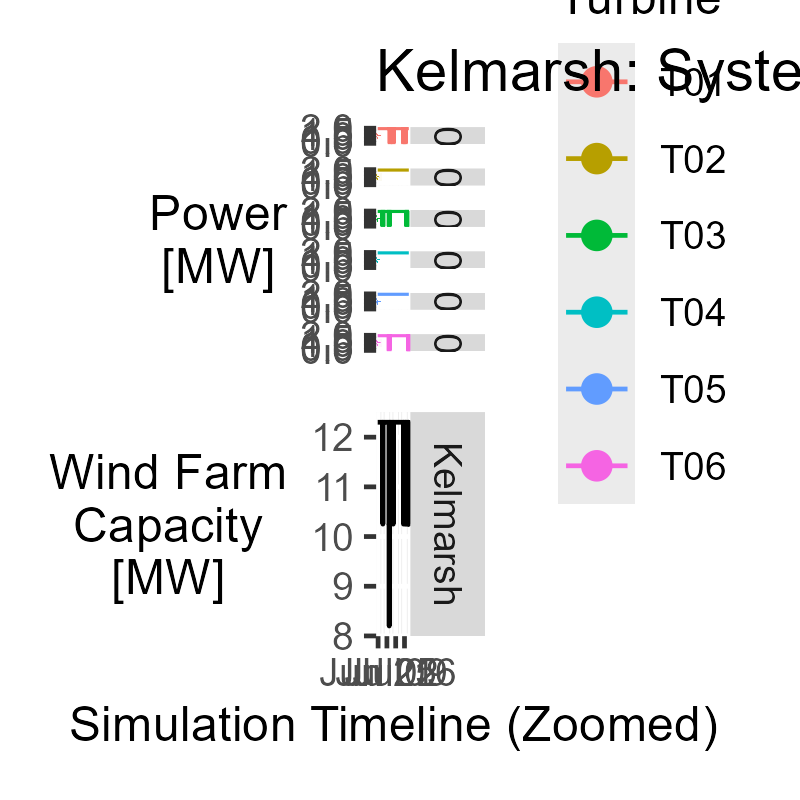 Turbine
Kelmarsh: Syste
T01
T02
T03
T04
T05
T06
Power
[MW]
0
0
0
0
0
0
Wind Farm
Capacity
[MW]
12
11
10
9
8
Kelmarsh
Simulation Timeline (Zoomed)